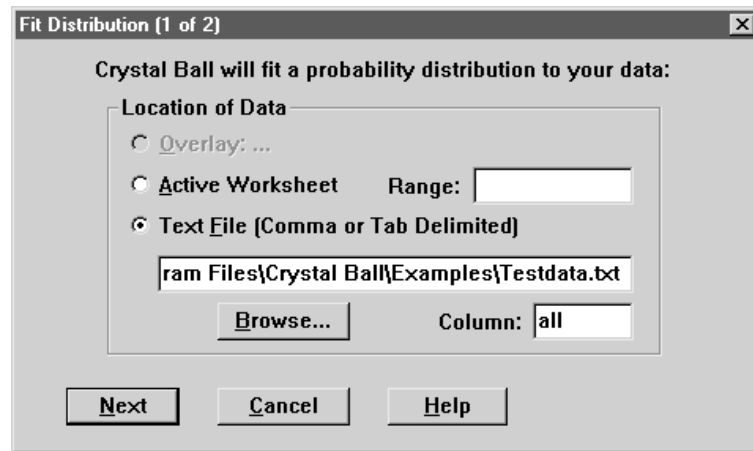 Fit Distribution (1 of 2)
Crystal Ball will fit a probability distribution to your data:
Location of Data
Overlay: ...
Active Worksheet Range:
Text File (Comma or Tab Delimited)
ram Files\Crystal Ball\Examples\Testdata.txt
Browse... Column: all
Next Cancel Help